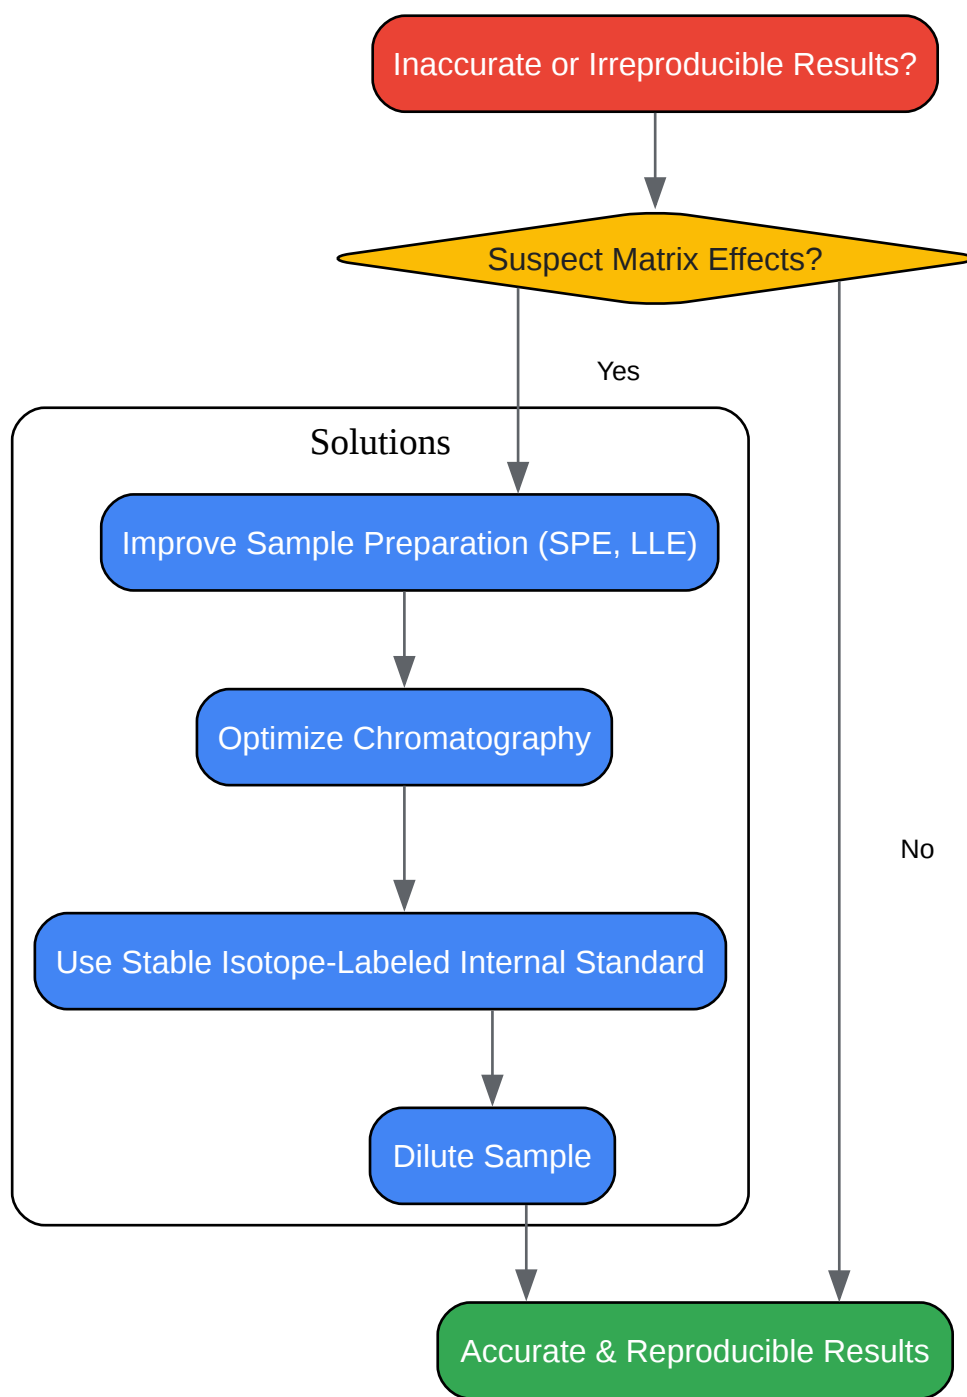 Inaccurate or Irreproducible Results?
Suspect Matrix Effects?
Yes
Solutions
Improve Sample Preparation (SPE, LLE)
Optimize Chromatography
No
Use Stable Isotope-Labeled Internal Standard
Dilute Sample
Accurate & Reproducible Results